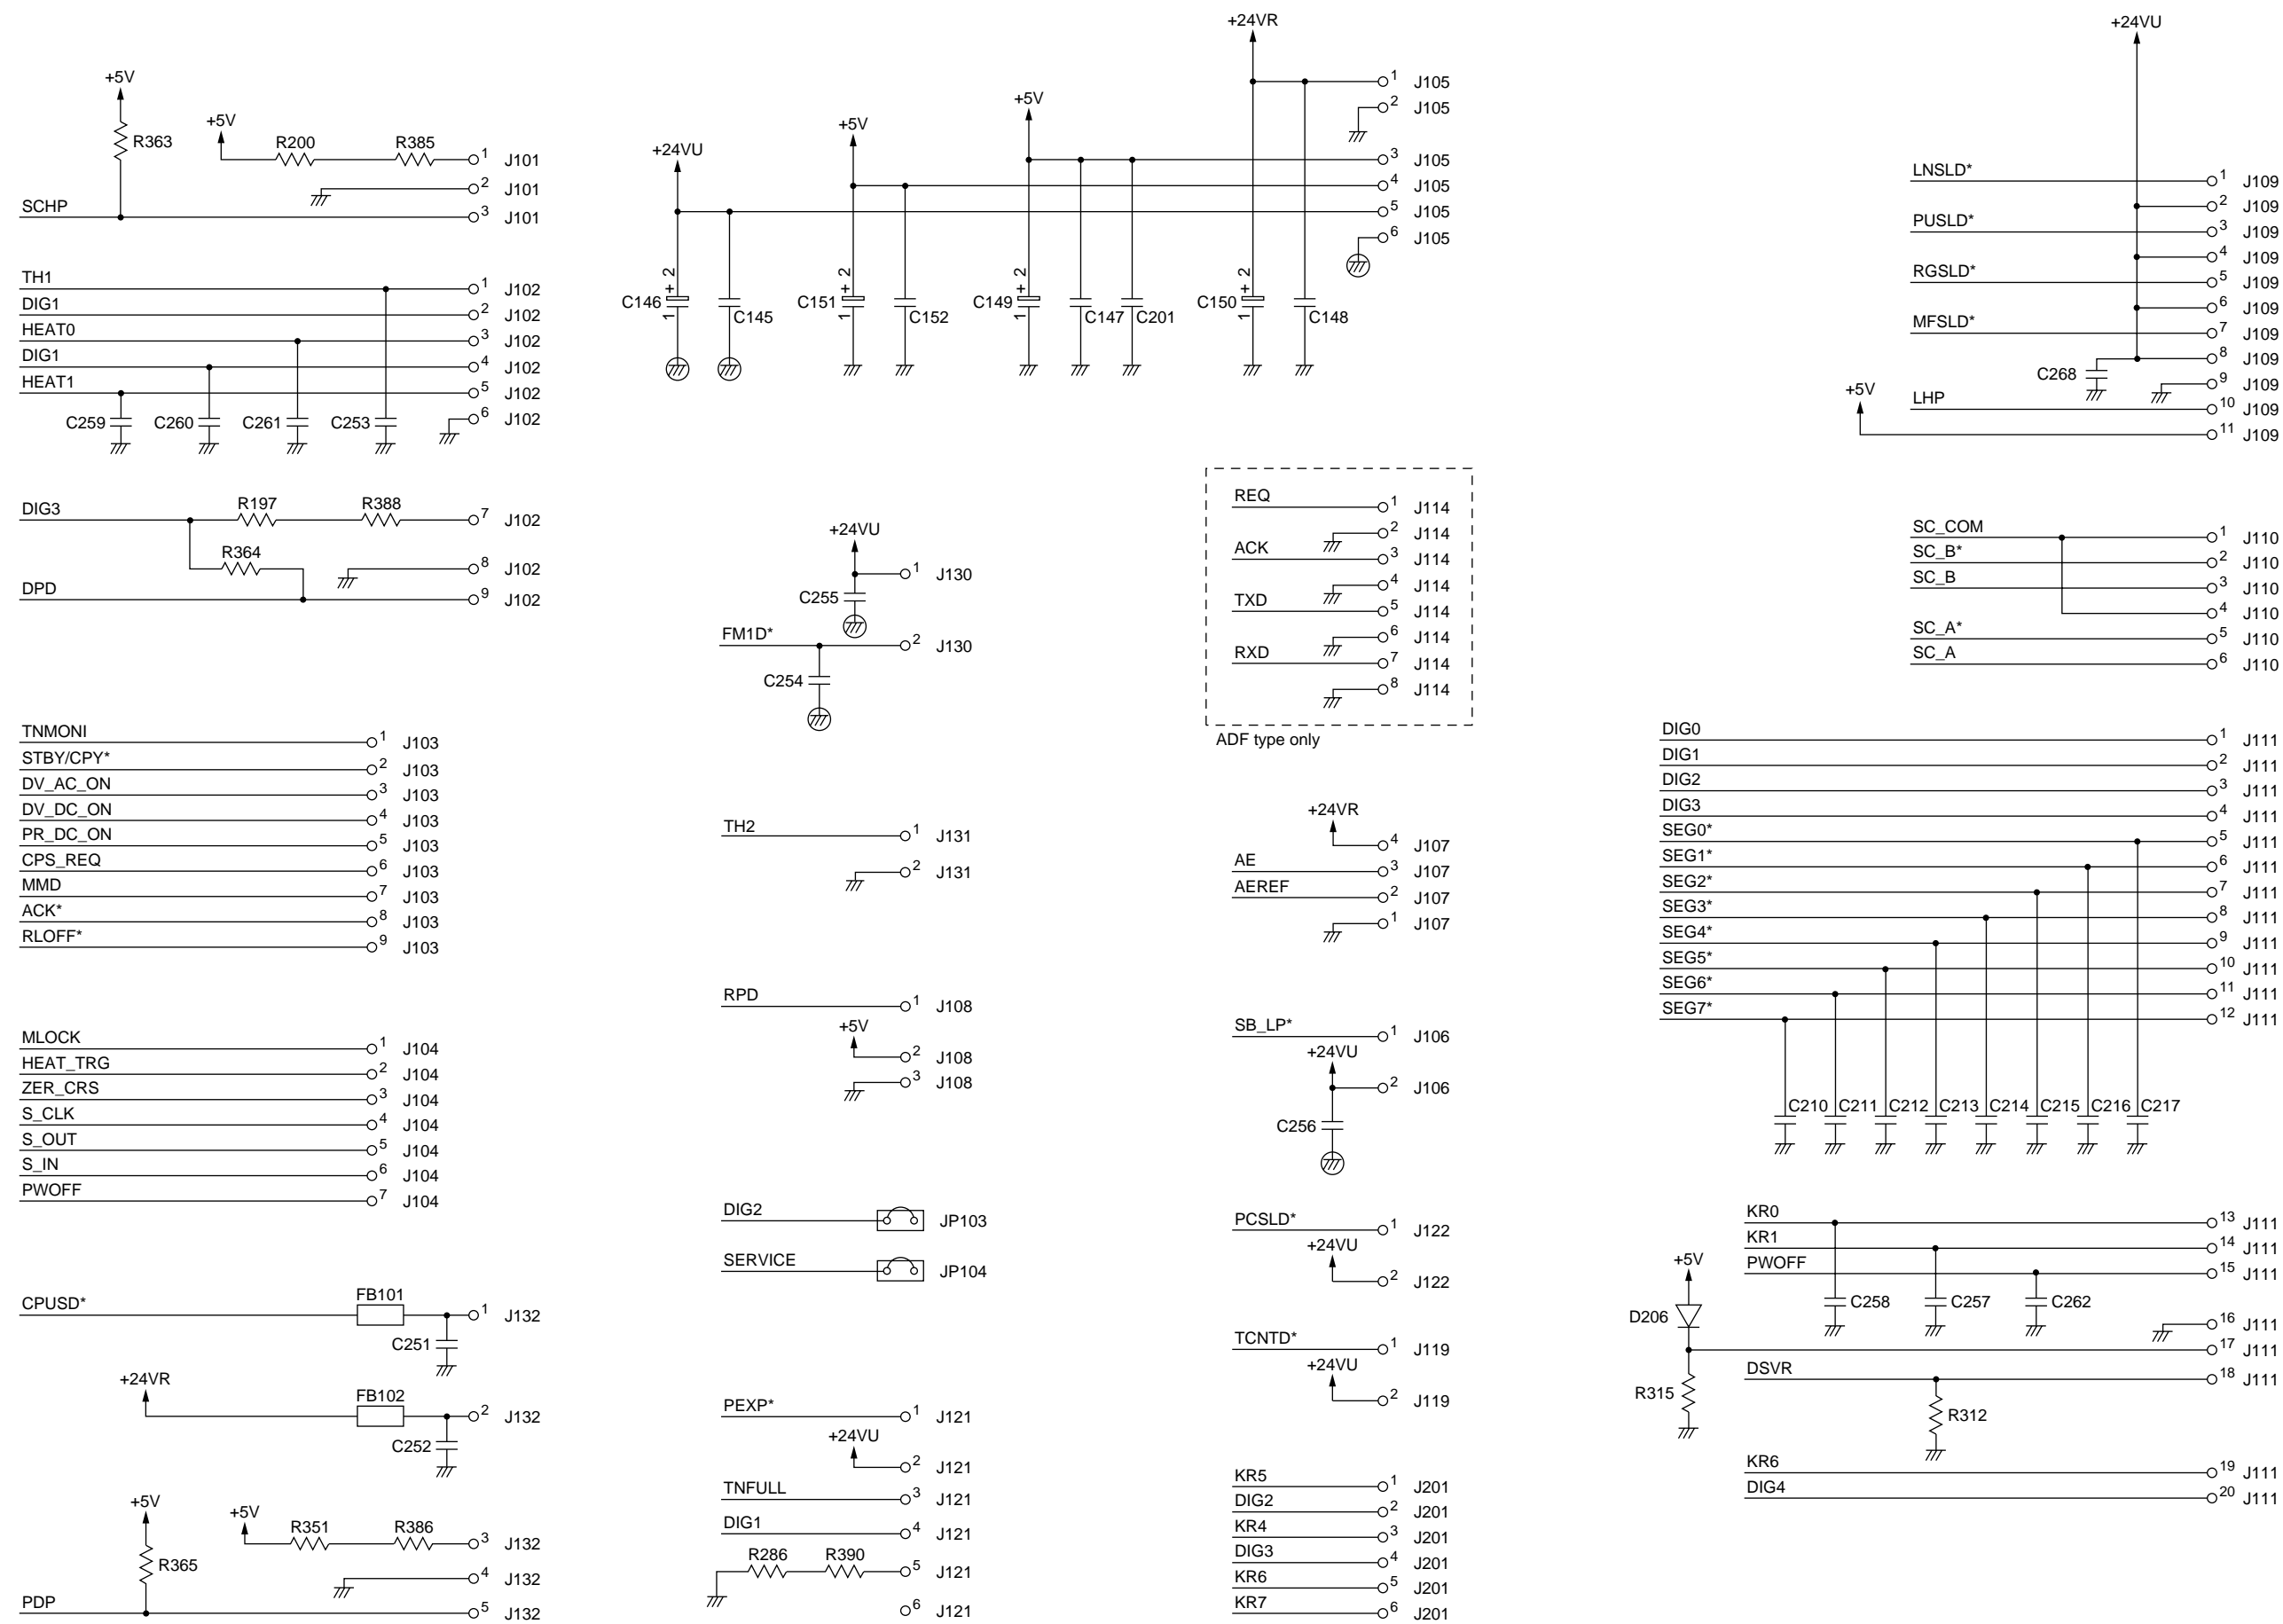 +5V
R363
+5V
R200
R385
1 J101
2 J101
SCHP
3 J101
TH1
1 J102
DIG1
2 J102
HEAT0
3 J102
DIG1
4 J102
HEAT1
5 J102
C259
C260
C261
C253
6 J102
DIG3
R197
R388
7 J102
R364
8 J102
DPD
9 J102
TNMONI
1 J103
STBY/CPY*
2 J103
DV_AC_ON
3 J103
DV_DC_ON
4 J103
PR_DC_ON
5 J103
CPS_REQ
6 J103
MMD
7 J103
ACK*
8 J103
RLOFF*
9 J103
MLOCK
1 J104
HEAT_TRG
2 J104
ZER_CRS
3 J104
S_CLK
4 J104
S_OUT
5 J104
S_IN
6 J104
PWOFF
7 J104
CPUSD*
FB101
1 J132
C251
+24VR
FB102
2 J132
C252
+5V
R365
+5V
R351
R386
3 J132
4 J132
PDP
5 J132
+24VR
1 J105
2 J105
+5V
3 J105
+5V
4 J105
+24VU
5 J105
6 J105
C146
1 + 2
C145
C151
1 + 2
C152
C149
1 + 2
C147
C201
C150
1 + 2
C148
+24VU
1 J130
C255
FM1D*
2 J130
C254
TH2
1 J131
2 J131
RPD
1 J108
+5V
2 J108
3 J108
DIG2
JP103
SERVICE
JP104
PEXP*
1 J121
+24VU
2 J121
TNFULL
3 J121
DIG1
4 J121
R286
R390
5 J121
6 J121
REQ
1 J114
2 J114
ACK
3 J114
4 J114
TXD
5 J114
6 J114
RXD
7 J114
8 J114
ADF type only
+24VR
4 J107
AE
3 J107
AEREF
2 J107
1 J107
SB_LP*
1 J106
+24VU
2 J106
C256
PCSLD*
1 J122
+24VU
2 J122
TCNTD*
1 J119
+24VU
2 J119
KR5
1 J201
DIG2
2 J201
KR4
3 J201
DIG3
4 J201
KR6
5 J201
KR7
6 J201
+24VU
LNSLD*
1 J109
2 J109
PUSLD*
3 J109
4 J109
RGSLD*
5 J109
6 J109
MFSLD*
7 J109
8 J109
C268
9 J109
+5V
LHP
10 J109
11 J109
SC_COM
1 J110
SC_B*
2 J110
SC_B
3 J110
4 J110
SC_A*
5 J110
SC_A
6 J110
DIG0
1 J111
DIG1
2 J111
DIG2
3 J111
DIG3
4 J111
SEG0*
5 J111
SEG1*
6 J111
SEG2*
7 J111
SEG3*
8 J111
SEG4*
9 J111
SEG5*
10 J111
SEG6*
11 J111
SEG7*
12 J111
C210
C211
C212
C213
C214
C215
C216
C217
KR0
13 J111
KR1
14 J111
PWOFF
15 J111
C258
C257
C262
+5V
D206
16 J111
17 J111
R315
DSVR
18 J111
R312
KR6
19 J111
DIG4
20 J111